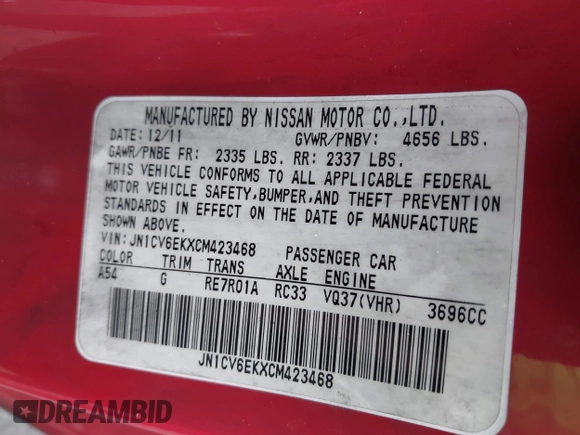 MANUFACTURED BY NISSAN MOTOR CO.,LTD.
DATE: 12/11 GVWR/PNBV: 4656 LBS.
GAWR/PNBE FR: 2335 LBS. RR: 2337 LBS.
THIS VEHICLE CONFORMS TO ALL APPLICABLE FEDERAL
MOTOR VEHICLE SAFETY,BUMPER,AND THEFT PREVENTION
STANDARDS IN EFFECT ON THE DATE OF MANUFACTURE
SHOWN ABOVE.
VIN:JN1CV6EKXCM423468 PASSENGER CAR
COLOR TRIM TRANS AXLE ENGINE
A54 G RE7R01A RC33 VQ37(VHR) 3696CC
JN1CV6EKXCM423468
DREAMBID